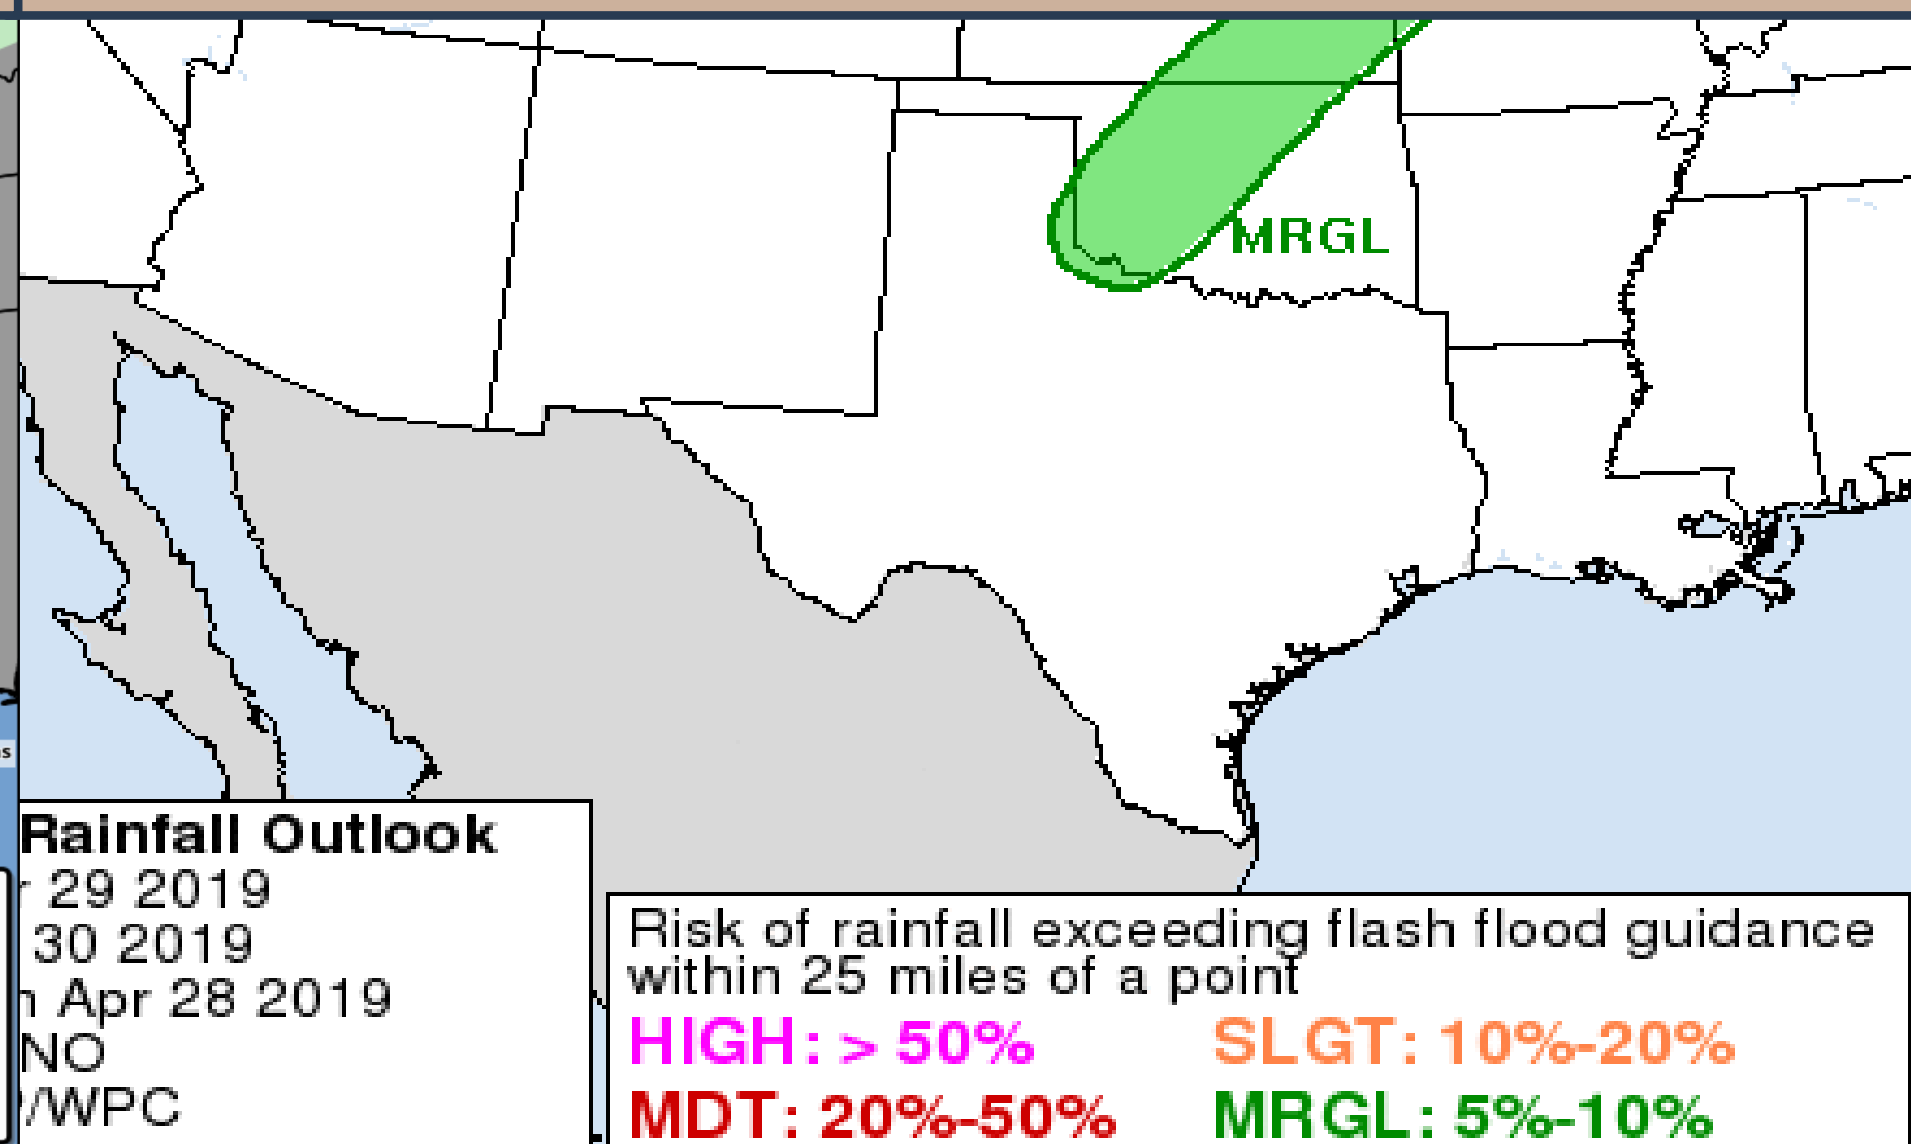 MRGL
s
Rainfall Outlook
29 2019
30 2019
Apr 28 2019
NO
/WPC
Risk of rainfall exceeding flash flood guidance
within 25 miles of a point
HIGH: > 50% SLGT: 10%-20%
MDT: 20%-50% MRGL: 5%-10%